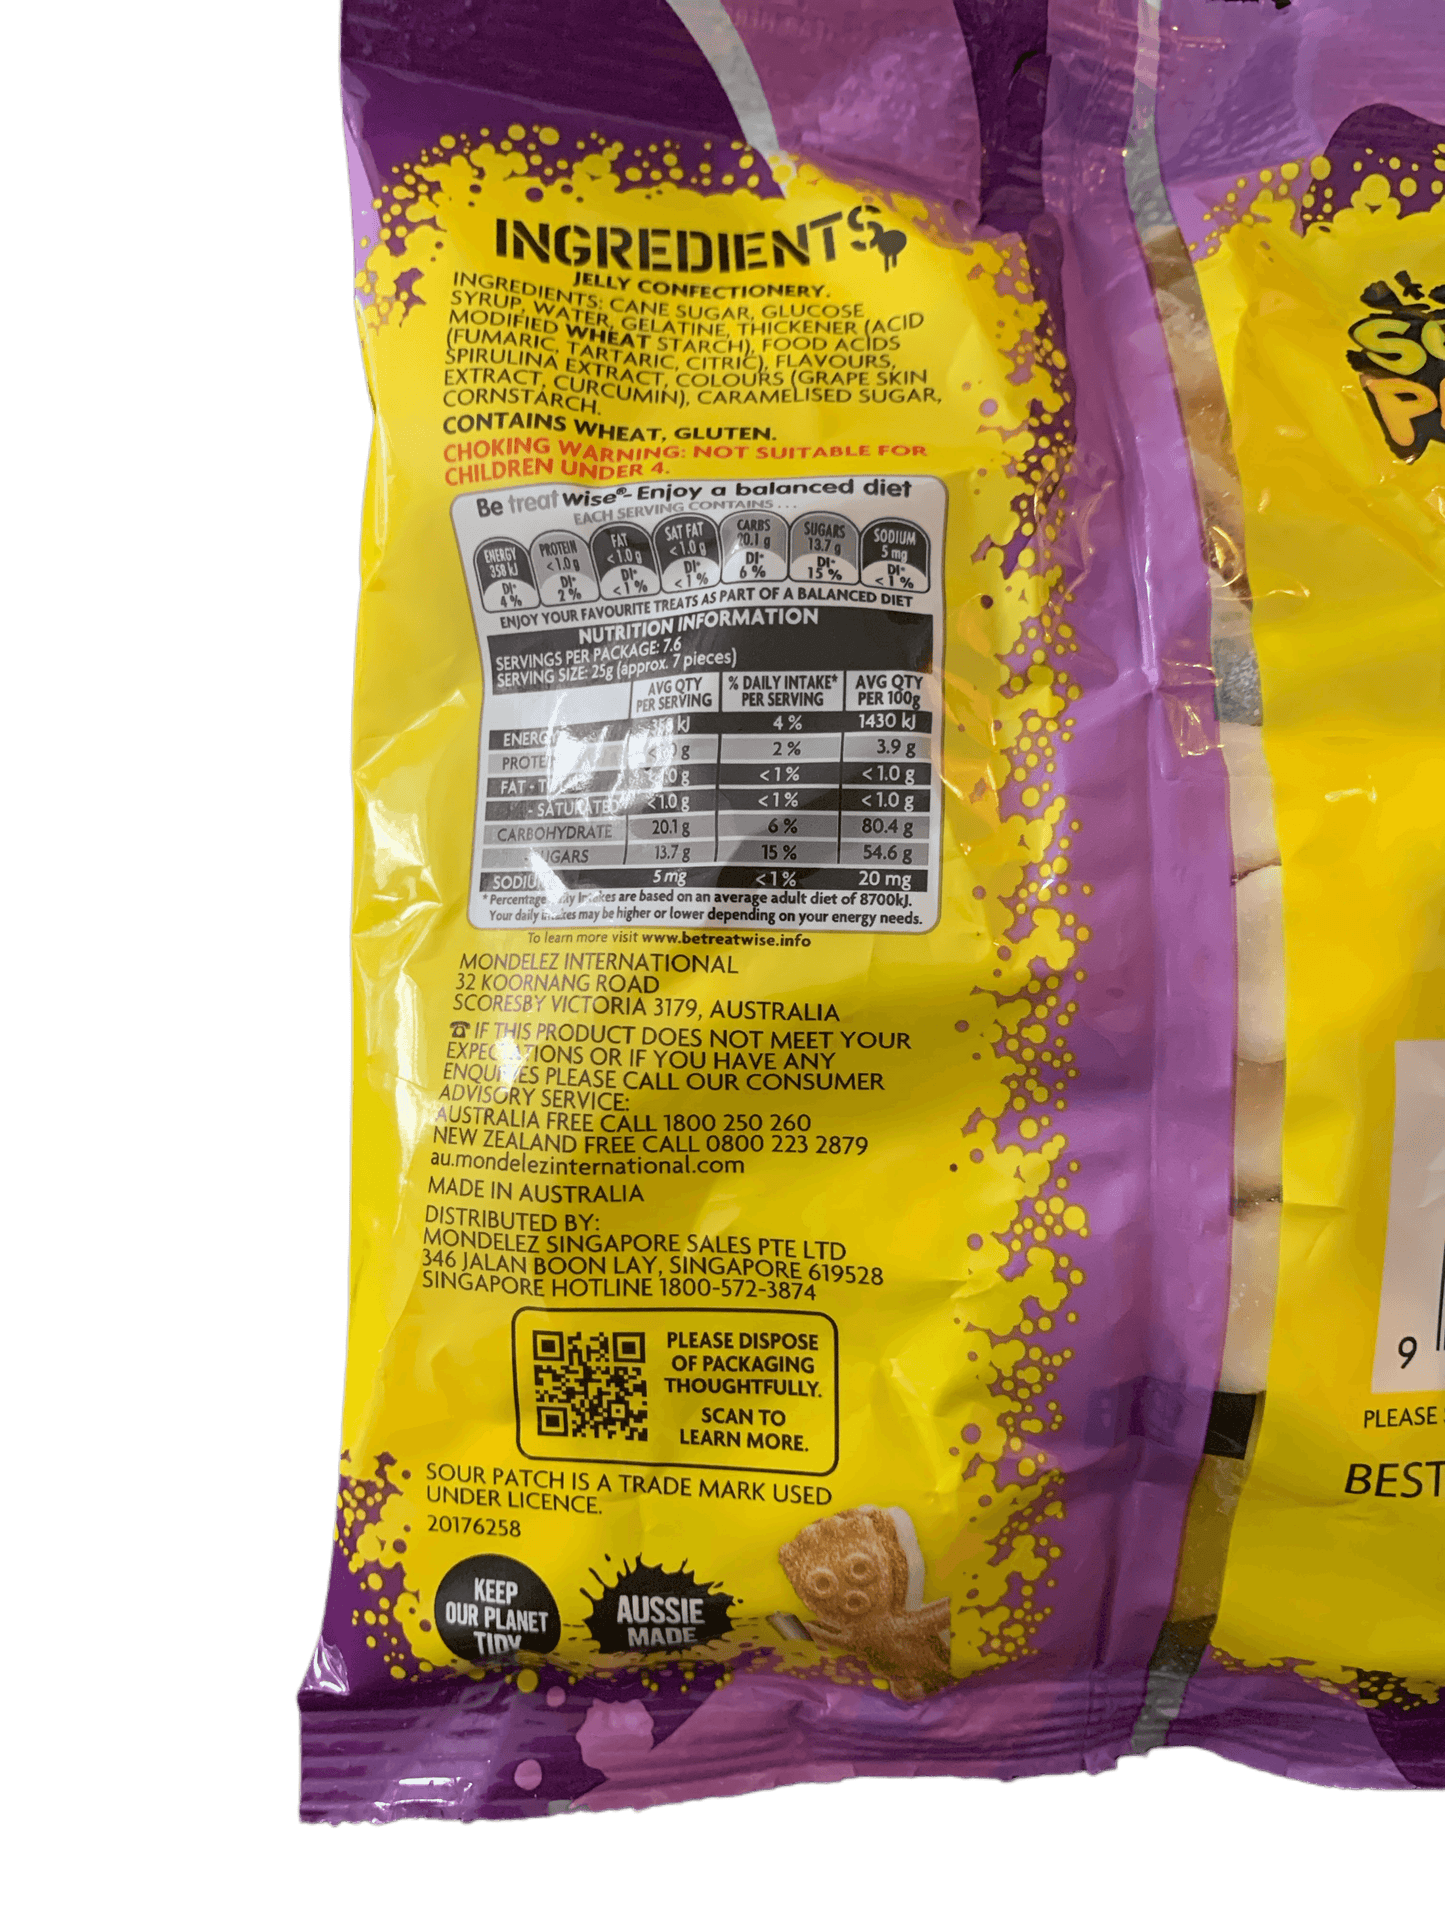 INGREDIENTS
JELLY CONFECTIONERY.
INGREDIENTS: CANE SUGAR, GLUCOSE
SYRUP, WATER, GELATINE, THICKENER (ACID
MODIFIED WHEAT STARCH), FOOD ACIDS
(FUMARIC, TARTARIC, CITRIC), FLAVOURS,
SPIRULINA EXTRACT, COLOURS (GRAPE SKIN
EXTRACT, CURCUMIN), CARAMELISED SUGAR,
CORNSTARCH.
CONTAINS WHEAT, GLUTEN.
CHOKING WARNING: NOT SUITABLE FOR
CHILDREN UNDER 4.
Be treat wise®- Enjoy a balanced diet
EACH SERVING CONTAINS...
ENERGY PROTEIN FAT SAT FAT CARBS SUGARS SODIUM
358 kJ <1.0 g <1.0 g <1.0 g 20.1 g 13.7 g 5 mg
DI* DI* DI* DI* DI* DI* DI*
4% 2% <1% <1% 6% 15% <1%
ENJOY YOUR FAVOURITE TREATS AS PART OF A BALANCED DIET
NUTRITION INFORMATION
SERVINGS PER PACKAGE: 7.6
SERVING SIZE: 25g (approx. 7 pieces)
AVG QTY % DAILY INTAKE* AVG QTY
PER SERVING PER SERVING PER 100g
kJ 4% 1430 kJ
g 2% 3.9 g
FAT - g <1% <1.0 g
<1.0 g <1% <1.0 g
CARBOHYDRATE 20.1 g 6% 80.4 g
13.7 g 15% 54.6 g
5 mg <1% 20 mg
* Percentage are based on an average adult diet of 8700kJ.
Your daily may be higher or lower depending on your energy needs.
To learn more visit www.betreatwise.info
MONDELEZ INTERNATIONAL
32 KOORNANG ROAD
SCORESBY VICTORIA 3179, AUSTRALIA
☎ IF THIS PRODUCT DOES NOT MEET YOUR
EXPECTATIONS OR IF YOU HAVE ANY
ENQUIRIES PLEASE CALL OUR CONSUMER
ADVISORY SERVICE:
AUSTRALIA FREE CALL 1800 250 260
NEW ZEALAND FREE CALL 0800 223 2879
au.mondelezinternational.com
MADE IN AUSTRALIA
DISTRIBUTED BY:
MONDELEZ SINGAPORE SALES PTE LTD
346 JALAN BOON LAY, SINGAPORE 619528
SINGAPORE HOTLINE 1800-572-3874
PLEASE DISPOSE
OF PACKAGING
THOUGHTFULLY.
SCAN TO
LEARN MORE.
SOUR PATCH IS A TRADE MARK USED
UNDER LICENCE.
20176258
KEEP
OUR PLANET
TIDY
AUSSIE
MADE
9
PLEASE
BEST